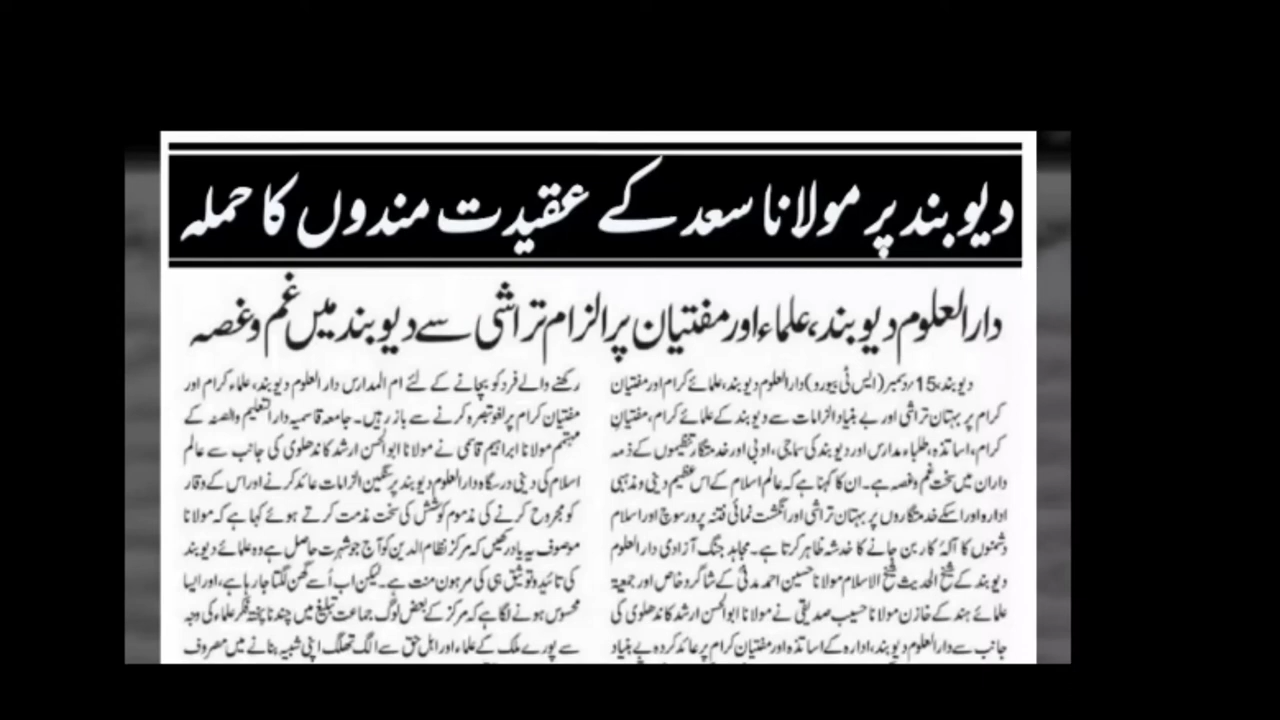 دیوبند پر مولانا سعد کے عقیدت مندوں کا حملہ
دارالعلوم دیوبند،علماء اور مفتیان پر الزام تراشی سے دیوبند میں غم وغصہ
دیوبند،15؍دسمبر(ایس ٹی بیورو)دارالعلوم دیوبند،علمائے کرام اور مفتیان
کرام پر بہتان تراشی اور بے بنیاد الزامات سے دیوبند کے علمائے کرام،مفتیان
کرام،اساتذہ،طلباء مدارس اور دیوبند کی سماجی،ادبی اور خدمتگار تنظیموں کے ذمہ
داران میں سخت غم وغصہ ہے۔ان کا کہنا ہے کہ عالم اسلام کے اس عظیم دینی ومذہبی
ادارہ اور اسکے خدمتگاروں پر بہتان تراشی اور انگشت نمائی فتنہ پرور سوچ اور اسلام
دشمنوں کا آلۂ کار بن جانے کا خدشہ ظاہر کرتا ہے۔مجاہد جنگ آزادی دارالعلوم
دیوبند کے شیخ الحدیث شیخ الاسلام مولانا حسین احمد مدنیؒ کے شاگرد خاص اور جمعیۃ
علمائے ہند کے خازن مولانا حسیب صدیقی نے مولانا ابوالحسن ارشد کاندھلوی کی
جانب سے دارالعلوم دیوبند،ادارہ کے اساتذہ اور مفتیان کرام پر عائد کردہ بے بنیاد
رکھنے والے فرد کو بچانے کے لئے ام المدارس دارالعلوم دیوبند،علماء کرام اور
مفتیان کرام پر لغو تبصرہ کرنے سے باز رہیں۔جامعہ قاسمیہ دارالتعلیم والصنعہ کے
مہتمم مولانا ابراہیم قاسمی نے مولانا ابوالحسن ارشد کاندھلوی کی جانب سے عالم
اسلام کی دینی درسگاہ دارالعلوم دیوبند پر سنگین الزامات عائد کرنے اور اس کے وقار
کو مجروح کرنے کی مذموم کوشش کی سخت مذمت کرتے ہوئے کہا ہے کہ مولانا
موصوف یہ یاد رکھیں کہ مرکز نظام الدین کو آج جو شہرت حاصل ہے وہ علمائے دیوبند
کی تائید وتوثیق ہی کی مرہون منت ہے۔لیکن اب اُسے گھن لگتا جارہا ہے،اور ایسا
محسوس ہونے لگا ہے کہ مرکز کے بعض لوگ جماعت تبلیغ میں چند ناپختہ فکر علماء کی وجہ
سے پورے ملک کے علماء اور اہل حق سے الگ تھلگ اپنی شبیہ بنانے میں مصروف